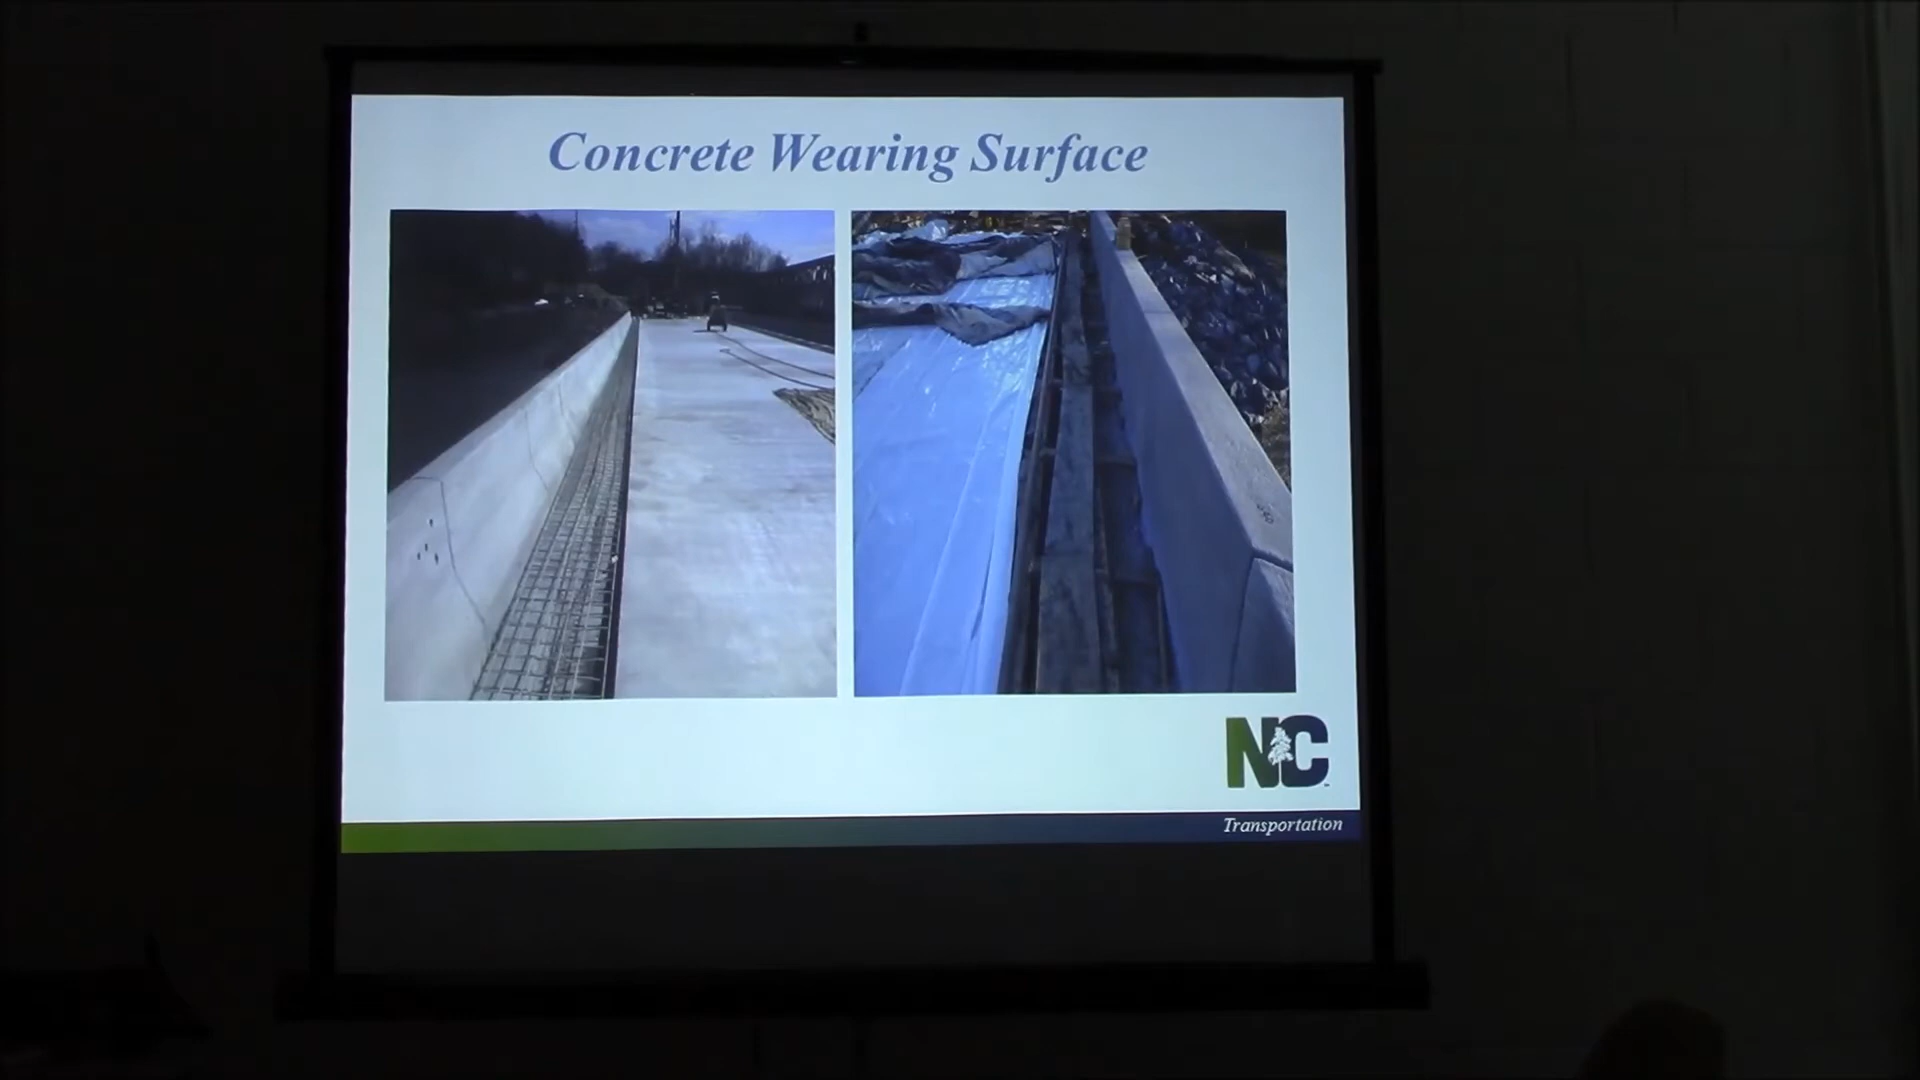 Concrete Wearing Surface
NC
Transportation